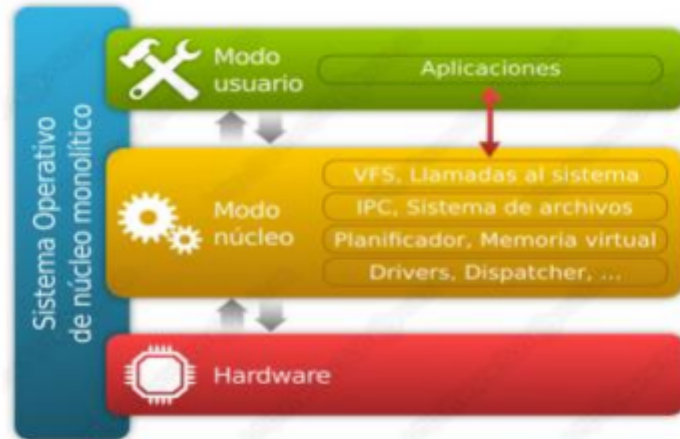 Sistema Operativo
de núcleo monolítico
Modo
usuario
Aplicaciones
Modo
núcleo
VFS, Llamadas al sistema
IPC, Sistema de archivos
Planificador, Memoria virtual
Drivers, Dispatcher, ...
Hardware